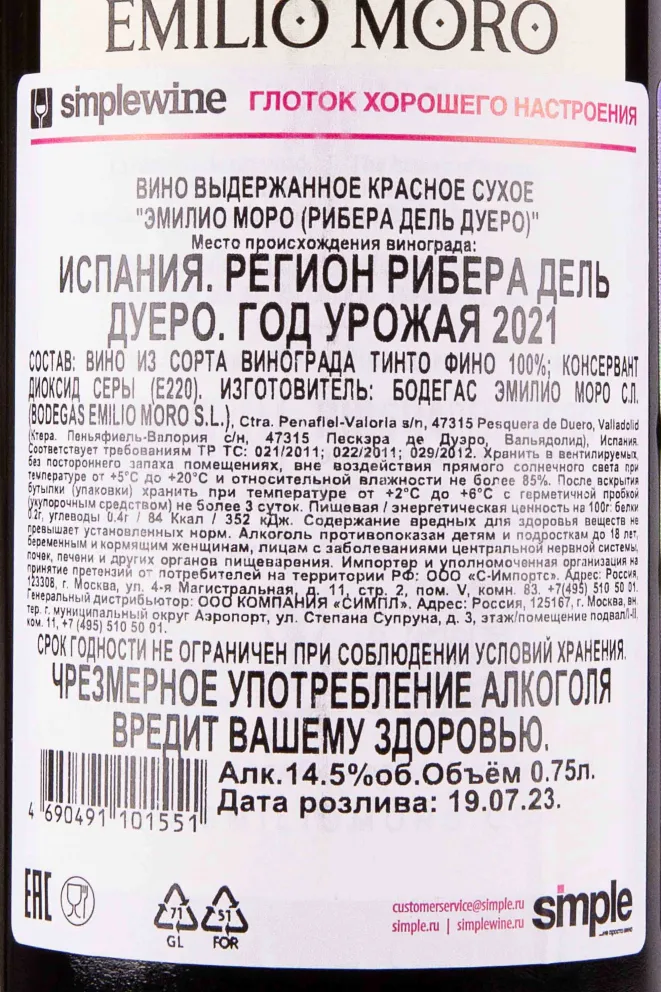 EMILIO MORO
simplewine ГЛОТОК ХОРОШЕГО НАСТРОЕНИЯ
ВИНО ВЫДЕРЖАННОЕ КРАСНОЕ СУХОЕ
"ЭМИЛИО МОРО (РИБЕРА ДЕЛЬ ДУЕРО)"
Место происхождения винограда:
ИСПАНИЯ. РЕГИОН РИБЕРА ДЕЛЬ
ДУЕРО. ГОД УРОЖАЯ 2021
СОСТАВ: ВИНО ИЗ СОРТА ВИНОГРАДА ТИНТО ФИНО 100%; КОНСЕРВАНТ
ДИОКСИД СЕРЫ (Е220). ИЗГОТОВИТЕЛЬ: БОДЕГАС ЭМИЛИО МОРО С.Л.
(BODEGAS EMILIO MORO S.L.), Ctra. Penafiel-Valoria s/n, 47315 Pesquera de Duero, Valladolid
(Ктера. Пеньяфиель-Валория с/н, 47315 Пескэра де Дуэро, Вальядолид), Испания.
Соответствует требованиям ТР ТС: 021/2011; 022/2011; 029/2012. Хранить в вентилируемых,
без постороннего запаха помещениях, вне воздействия прямого солнечного света при
температуре от +5°С до +20°С и относительной влажности не более 85%. После вскрытия
бутылки (упаковки) хранить при температуре от +2°С до +6°С с герметичной пробкой
(укупорочным средством) не более 3 суток. Пищевая / энергетическая ценность на 100г: белки
0.2г, углеводы 0.4г / 84 Ккал / 352 кДж. Содержание вредных для здоровья веществ не
превышает установленных норм. Алкоголь противопоказан детям и подросткам до 18 лет,
беременным и кормящим женщинам, лицам с заболеваниями центральной нервной системы,
почек, печени и других органов пищеварения. Импортер и уполномоченная организация на
принятие претензий от потребителей на территории РФ: ООО «С-Импортс». Адрес: Россия,
123308, г. Москва, ул. 4-я Магистральная, д. 11, стр. 2, пом. V, комн. 83. +7(495) 510 50 01.
Генеральный дистрибьютор: ООО КОМПАНИЯ «СИМПЛ». Адрес: Россия, 125167, г. Москва, вн.
тер. г. муниципальный округ Аэропорт, ул. Степана Супруна, д. 3, этаж/помещение подвал/I-II.
ком. 11, +7 (495) 510 50 01.
СРОК ГОДНОСТИ НЕ ОГРАНИЧЕН ПРИ СОБЛЮДЕНИИ УСЛОВИЙ ХРАНЕНИЯ.
ЧРЕЗМЕРНОЕ УПОТРЕБЛЕНИЕ АЛКОГОЛЯ
ВРЕДИТ ВАШЕМУ ЗДОРОВЬЮ.
Алк.14.5%об.Объём 0.75л.
Дата розлива: 19.07.23.
4 690491 101551
EAC
71 GL
51 FOR
customerservice@simple.ru
simple.ru | simplewine.ru
simple
...не просто вино